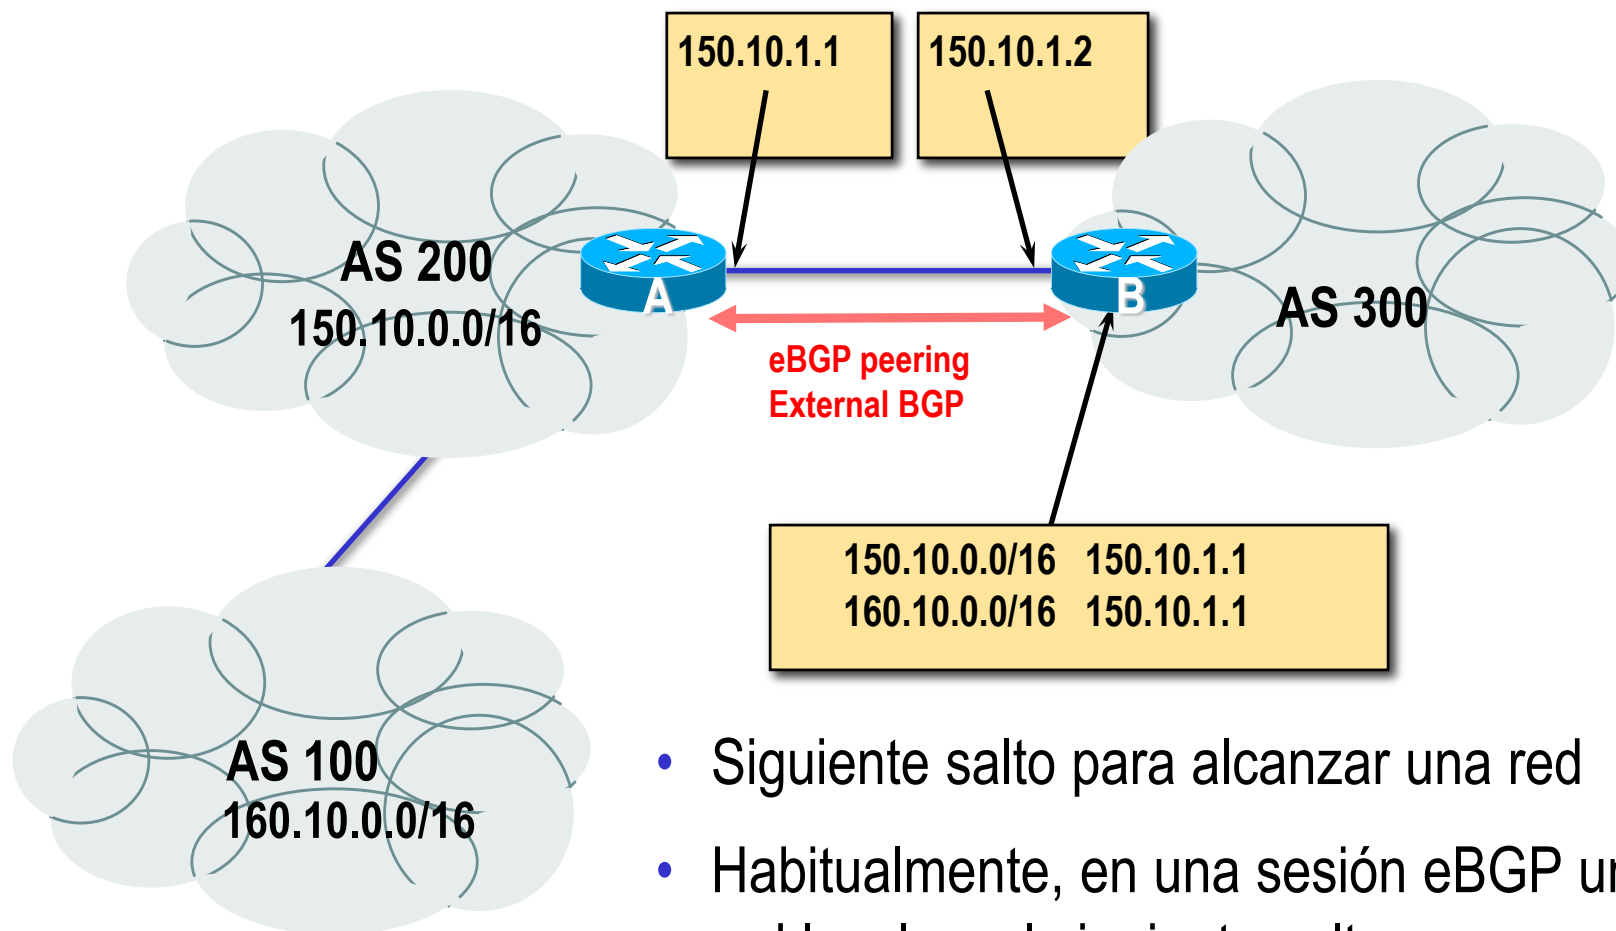 150.10.1.1
150.10.1.2
AS 200
150.10.0.0/16
A
B
AS 300
eBGP peering
External BGP
150.10.0.0/16 150.10.1.1
160.10.0.0/16 150.10.1.1
AS 100
160.10.0.0/16
• Siguiente salto para alcanzar una red
• Habitualmente, en una sesión eBGP